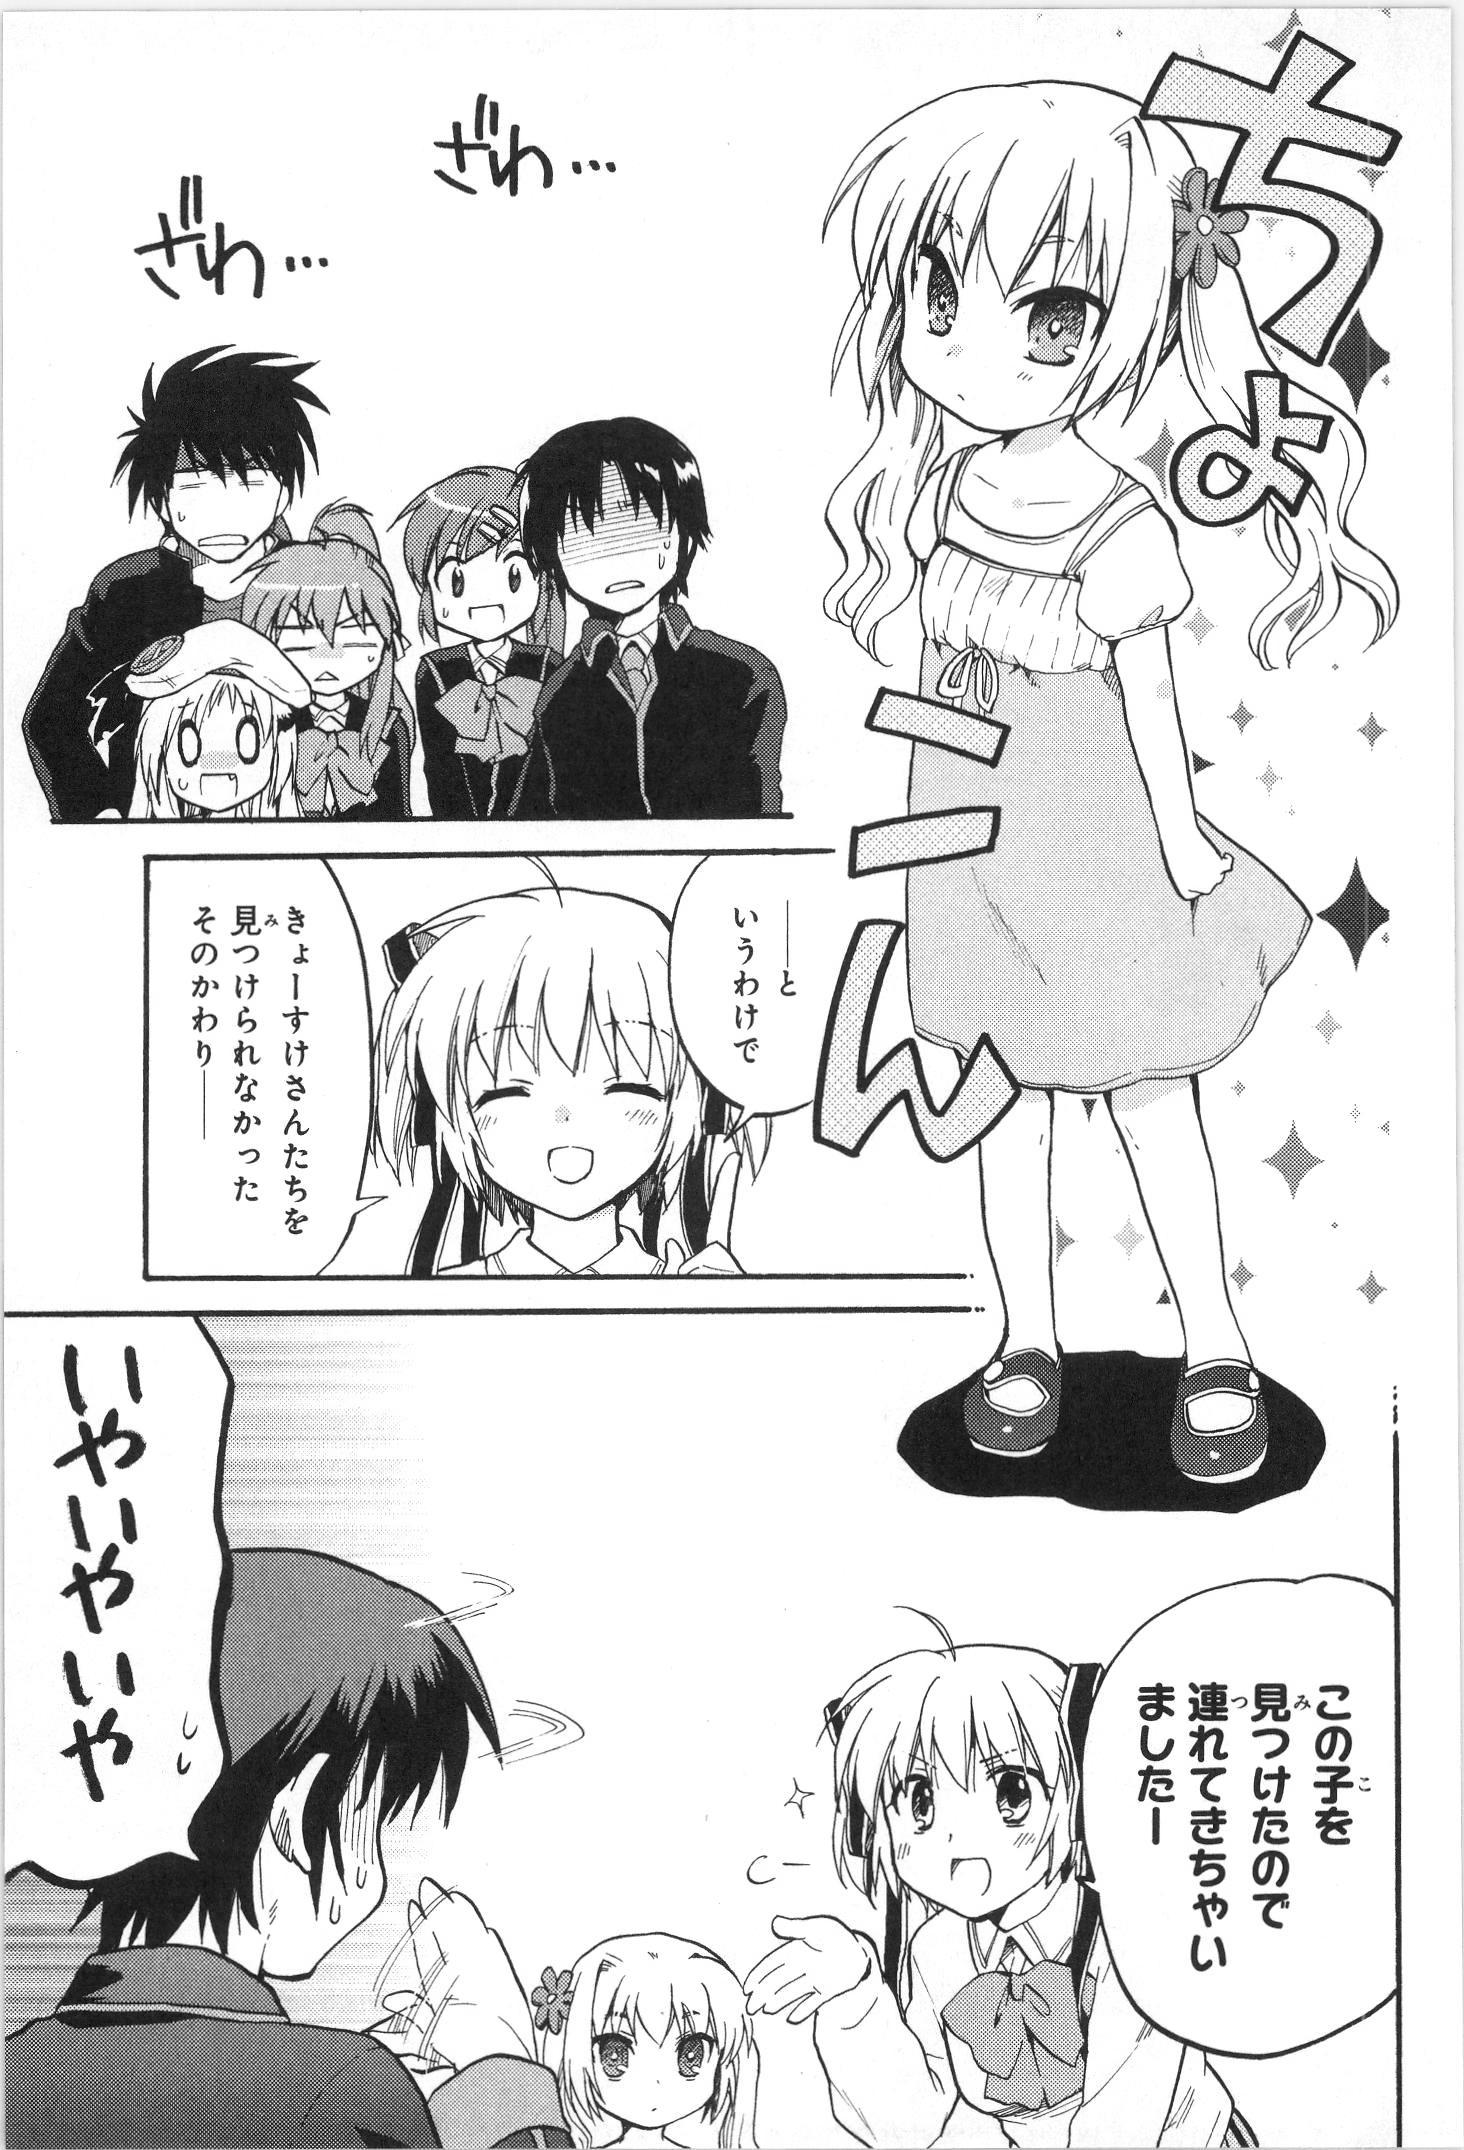 ちょこん
ざわ…
ざわ…
――と
いうわけで
きょーすけさんたちを
見つけられなかった
そのかわり――
この子を
見つけたので
連れてきちゃい
ましたー
いやいやいや